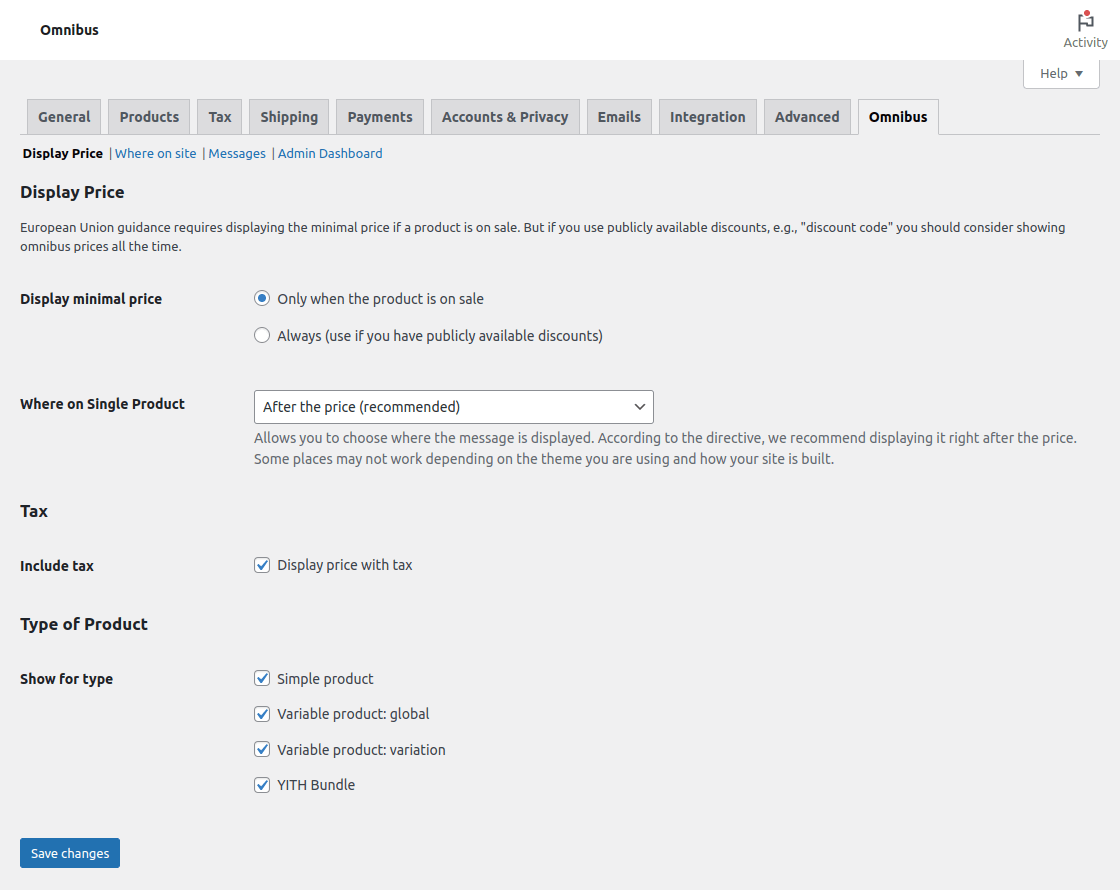 Omnibus
Activity
Help
General Products Tax Shipping Payments Accounts & Privacy Emails Integration Advanced Omnibus
Display Price | Where on site | Messages | Admin Dashboard
Display Price
European Union guidance requires displaying the minimal price if a product is on sale. But if you use publicly available discounts, e.g., "discount code" you should consider showing
omnibus prices all the time.
Display minimal price
Only when the product is on sale
Always (use if you have publicly available discounts)
Where on Single Product
After the price (recommended)
Allows you to choose where the message is displayed. According to the directive, we recommend displaying it right after the price.
Some places may not work depending on the theme you are using and how your site is built.
Tax
Include tax
Display price with tax
Type of Product
Show for type
Simple product
Variable product: global
Variable product: variation
YITH Bundle
Save changes